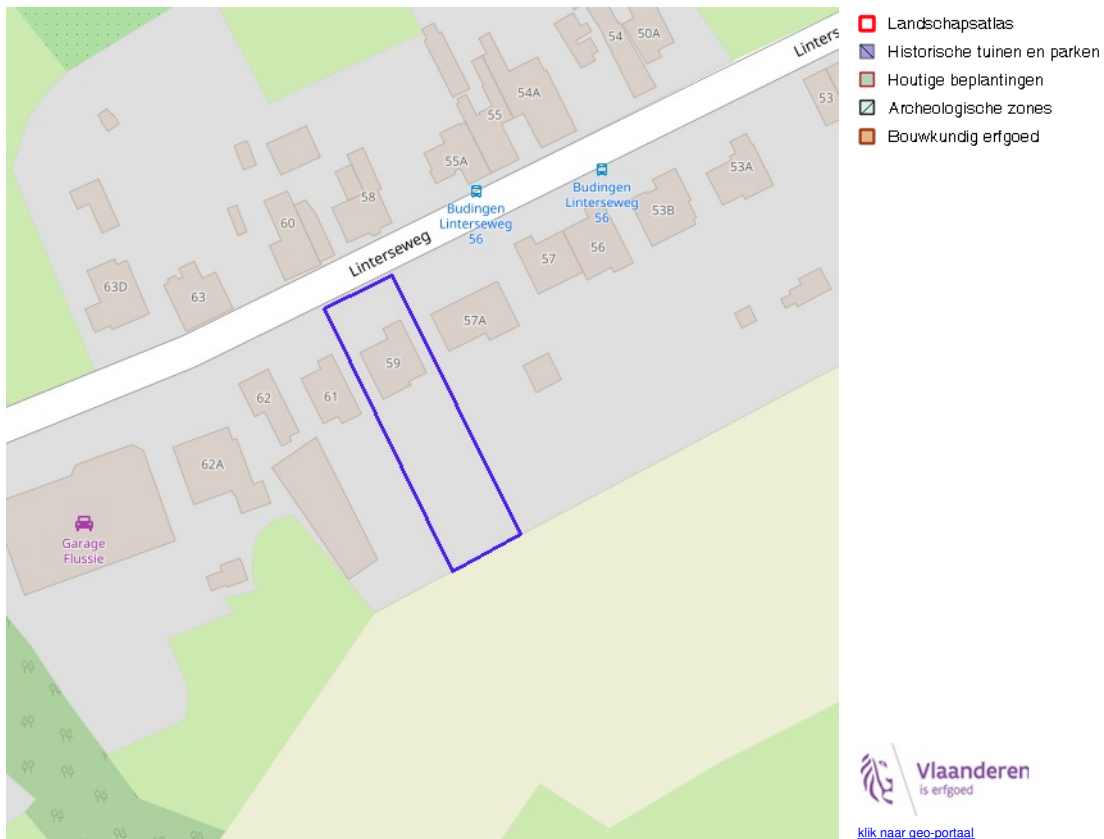 54
50A
Linters
54A
55
53
55A
53A
58
Budingen
Linterseweg
56
Budingen
Linterseweg
56
53B
60
Linterseweg
56
57
63D
63
57A
59
62
61
62A
Garage
Flussie
Landschapsatlas
Historische tuinen en parken
Houtige beplantingen
Archeologische zones
Bouwkundig erfgoed
Vlaanderen
is erfgoed
klik naar geo-portaal